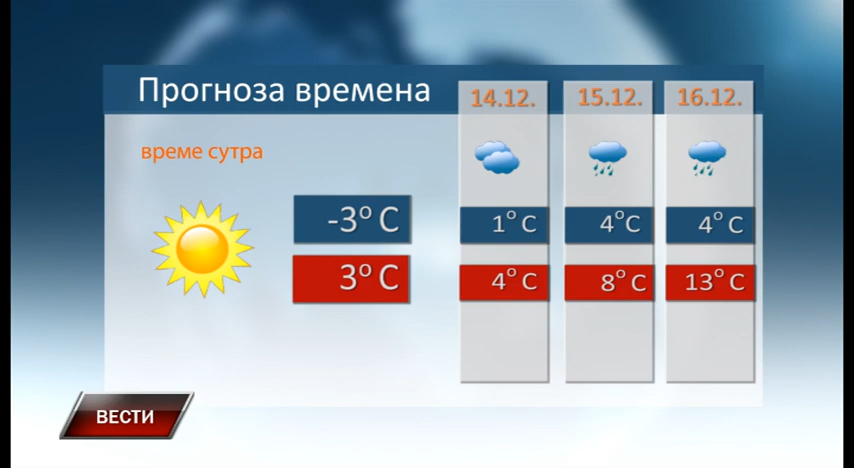 Прогноза времена
време сутра
-3° C
3° C
14.12.
1° C
4° C
15.12.
4°C
8° C
16.12.
4° C
13° C
ВЕСТИ